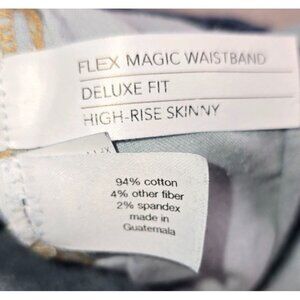 FLEX MAGIC WAISTBAND
DELUXE FIT
HIGH-RISE SKINNY
94% cotton
4% other fiber
2% spandex
made in
Guatemala